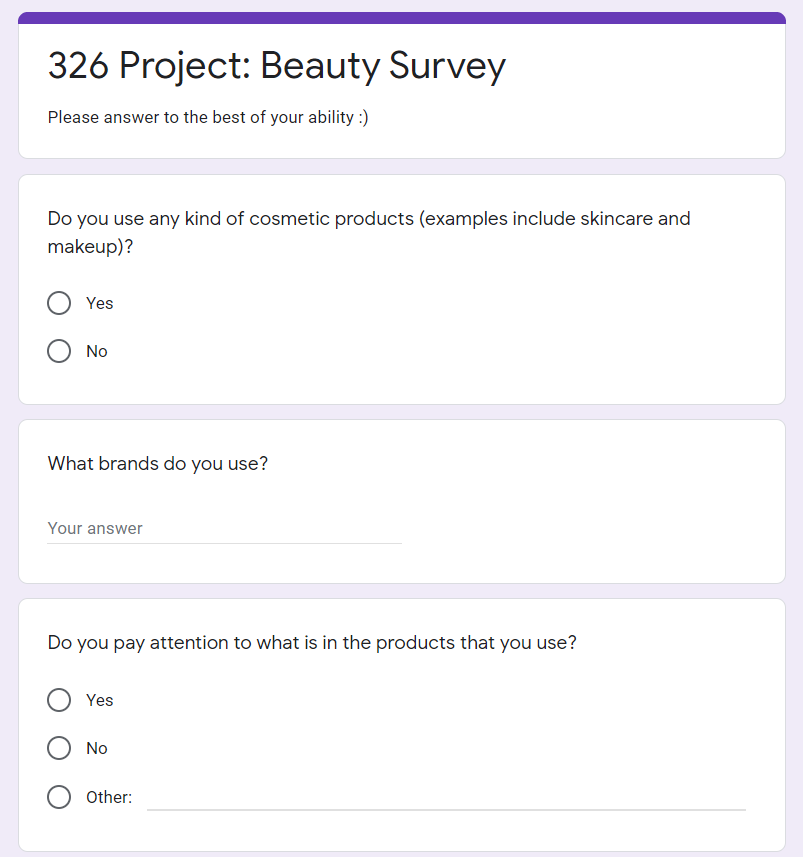 326 Project: Beauty Survey
Please answer to the best of your ability :)
Do you use any kind of cosmetic products (examples include skincare and
makeup)?
Yes
No
What brands do you use?
Your answer
Do you pay attention to what is in the products that you use?
Yes
No
Other: